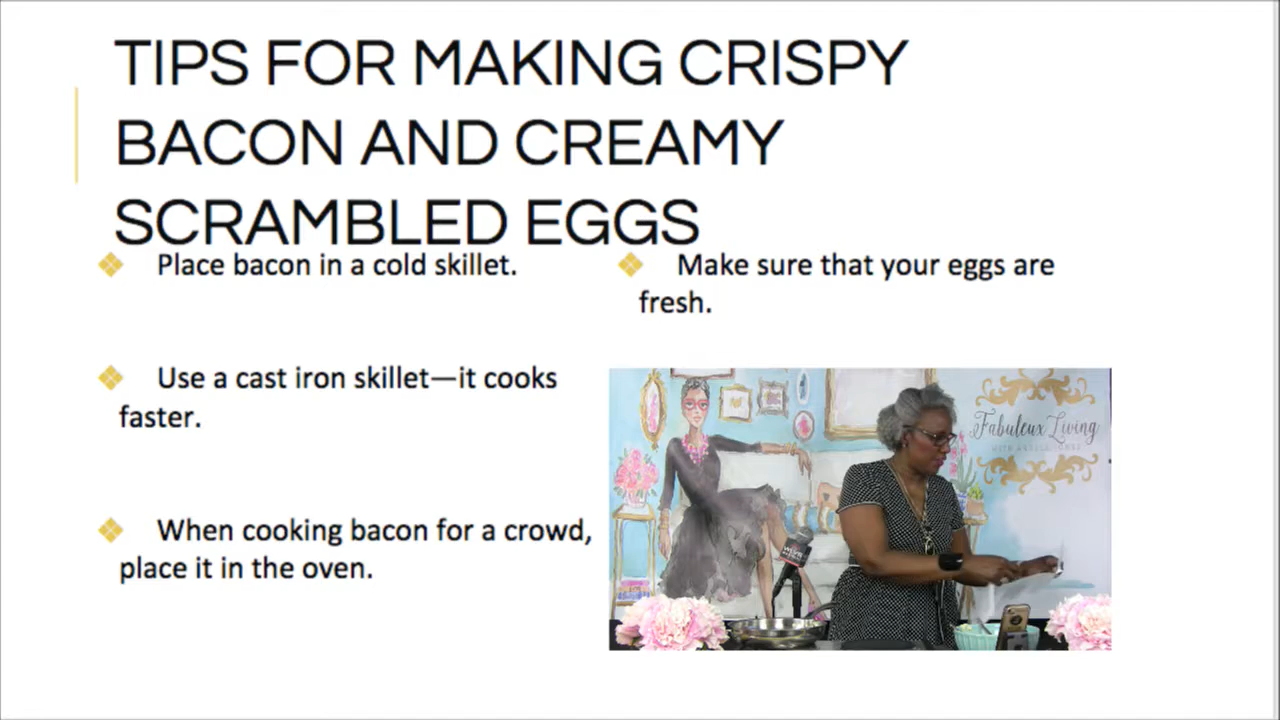 TIPS FOR MAKING CRISPY
BACON AND CREAMY
SCRAMBLED EGGS
❖ Place bacon in a cold skillet.
❖ Use a cast iron skillet—it cooks
faster.
❖ When cooking bacon for a crowd,
place it in the oven.
❖ Make sure that your eggs are
fresh.
Fabuleux Living